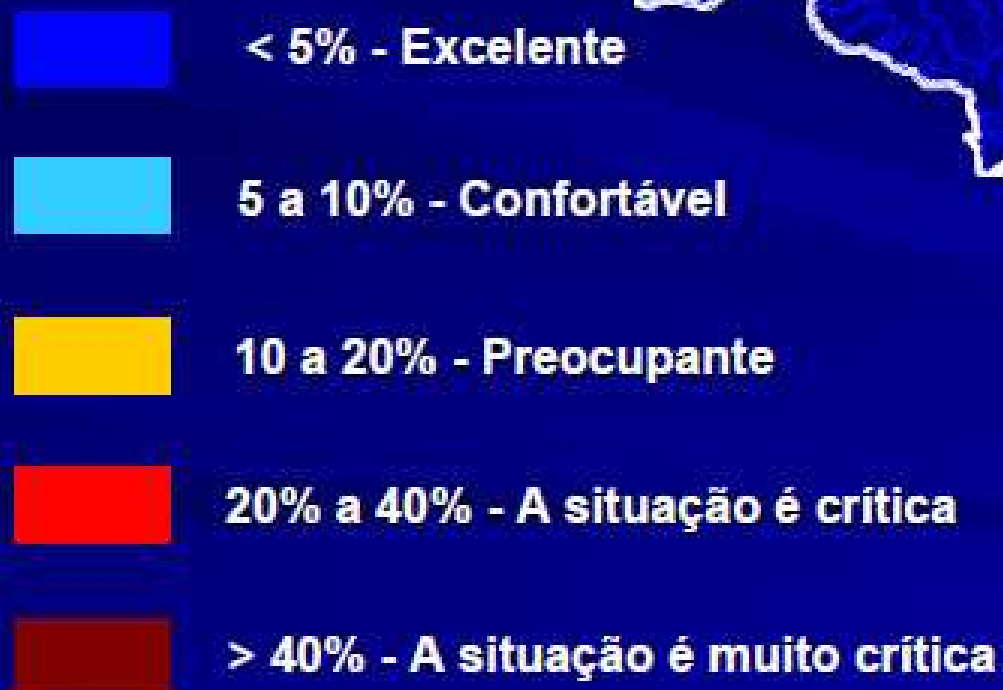 < 5% - Excelente
5 a 10% - Confortável
10 a 20% - Preocupante
20% a 40% - A situação é crítica
> 40% - A situação é muito crítica